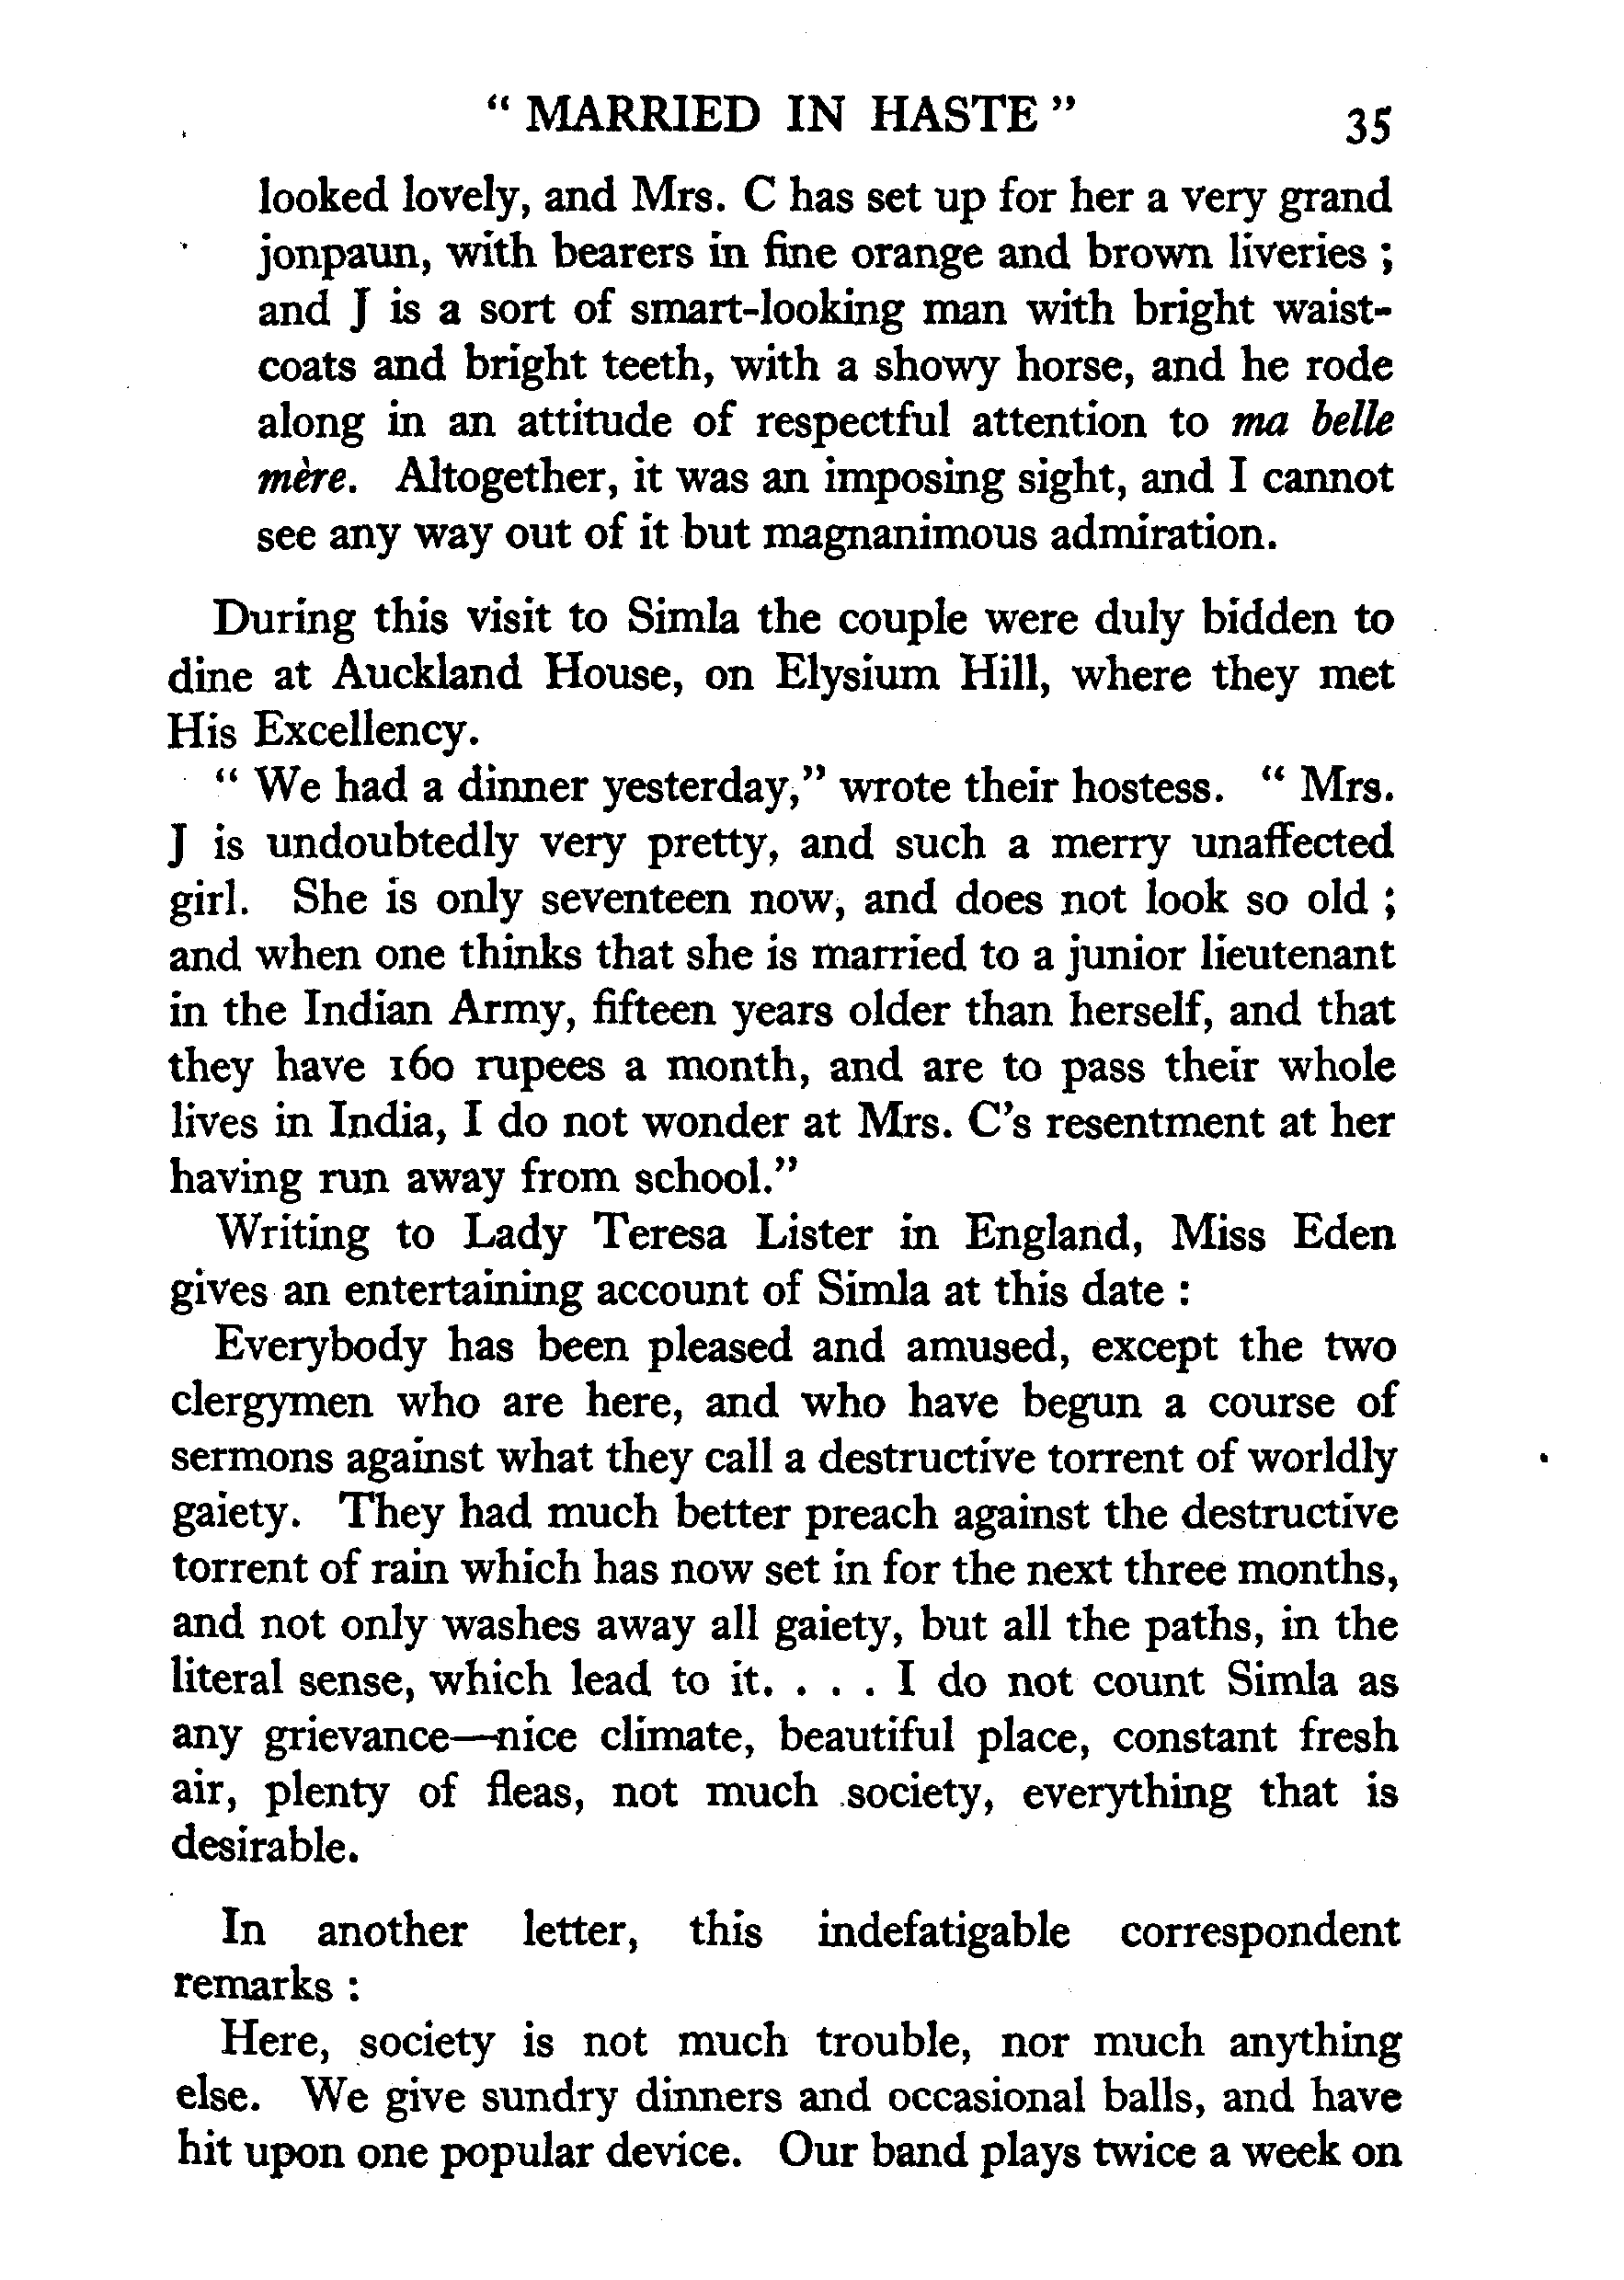 " MARRIED IN HASTE "
35
looked lovely, and Mrs. C has set up for her a very grand
jonpaun, with bearers in fine orange and brown liveries ;
and J is a sort of smart-looking man with bright waist-
coats and bright teeth, with a showy horse, and he rode
along in an attitude of respectful attention to ma belle
mère. Altogether, it was an imposing sight, and I cannot
see any way out of it but magnanimous admiration.
During this visit to Simla the couple were duly bidden to
dine at Auckland House, on Elysium Hill, where they met
His Excellency.
" We had a dinner yesterday," wrote their hostess. " Mrs.
J is undoubtedly very pretty, and such a merry unaffected
girl. She is only seventeen now, and does not look so old ;
and when one thinks that she is married to a junior lieutenant
in the Indian Army, fifteen years older than herself, and that
they have 160 rupees a month, and are to pass their whole
lives in India, I do not wonder at Mrs. C's resentment at her
having run away from school."
Writing to Lady Teresa Lister in England, Miss Eden
gives an entertaining account of Simla at this date :
Everybody has been pleased and amused, except the two
clergymen who are here, and who have begun a course of
sermons against what they call a destructive torrent of worldly
gaiety. They had much better preach against the destructive
torrent of rain which has now set in for the next three months,
and not only washes away all gaiety, but all the paths, in the
literal sense, which lead to it. . . . I do not count Simla as
any grievance—nice climate, beautiful place, constant fresh
air, plenty of fleas, not much society, everything that is
desirable.
In another letter, this indefatigable correspondent
remarks :
Here, society is not much trouble, nor much anything
else. We give sundry dinners and occasional balls, and have
hit upon one popular device. Our band plays twice a week on